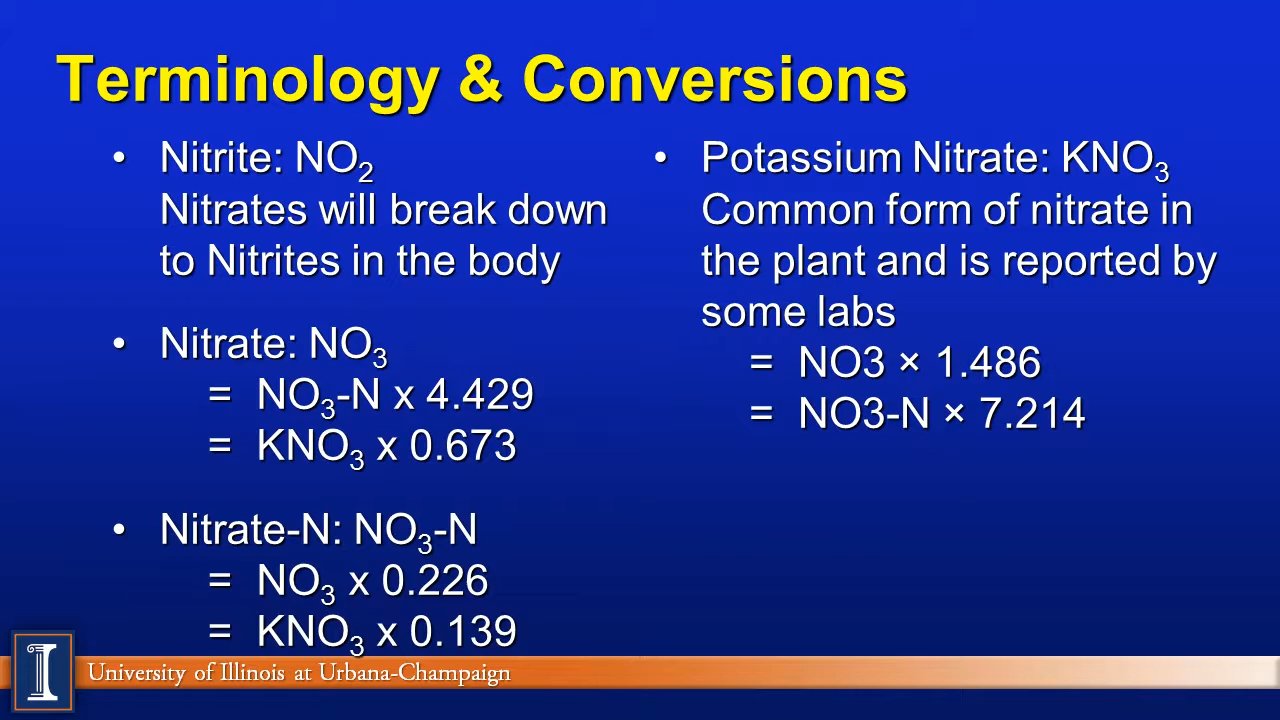 Terminology & Conversions
• Nitrite: NO₂
Nitrates will break down
to Nitrites in the body
• Nitrate: NO₃
= NO₃-N x 4.429
= KNO₃ x 0.673
• Nitrate-N: NO₃-N
= NO₃ x 0.226
= KNO₃ x 0.139
• Potassium Nitrate: KNO₃
Common form of nitrate in
the plant and is reported by
some labs
= NO3 × 1.486
= NO3-N × 7.214
I
University of Illinois at Urbana-Champaign